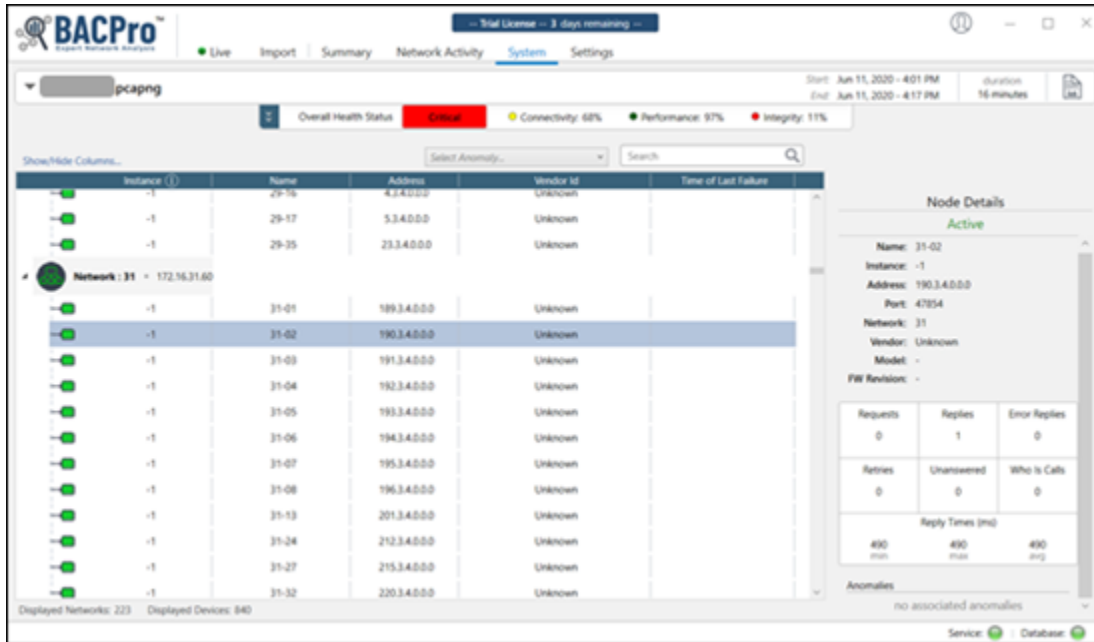 BACPro™
Expert Network Analysis
-- Trial License -- 3 days remaining --
Live Import Summary Network Activity System Settings
pcapng
Start: Jun 11, 2020 - 4:01 PM
End: Jun 11, 2020 - 4:17 PM
duration
16 minutes
Overall Health Status Critical Connectivity: 68% Performance: 97% Integrity: 11%
Show/Hide Columns...
Select Anomaly...
Search
Instance Name Address Vendor Id Time of Last Failure
-1 29-16 4.3.4.0.0.0 Unknown
-1 29-17 5.3.4.0.0.0 Unknown
-1 29-35 23.3.4.0.0.0 Unknown
Network : 31 - 172.16.31.60
-1 31-01 189.3.4.0.0.0 Unknown
-1 31-02 190.3.4.0.0.0 Unknown
-1 31-03 191.3.4.0.0.0 Unknown
-1 31-04 192.3.4.0.0.0 Unknown
-1 31-05 193.3.4.0.0.0 Unknown
-1 31-06 194.3.4.0.0.0 Unknown
-1 31-07 195.3.4.0.0.0 Unknown
-1 31-08 196.3.4.0.0.0 Unknown
-1 31-13 201.3.4.0.0.0 Unknown
-1 31-24 212.3.4.0.0.0 Unknown
-1 31-27 215.3.4.0.0.0 Unknown
-1 31-32 220.3.4.0.0.0 Unknown
Displayed Networks: 223 Displayed Devices: 840
Node Details
Active
Name: 31-02
Instance: -1
Address: 190.3.4.0.0.0
Port: 47854
Network: 31
Vendor: Unknown
Model: -
FW Revision: -
Requests Replies Error Replies
0 1 0
Retries Unanswered Who Is Calls
0 0 0
Reply Times (ms)
490 490 490
min max avg
Anomalies
no associated anomalies
Service: Database: